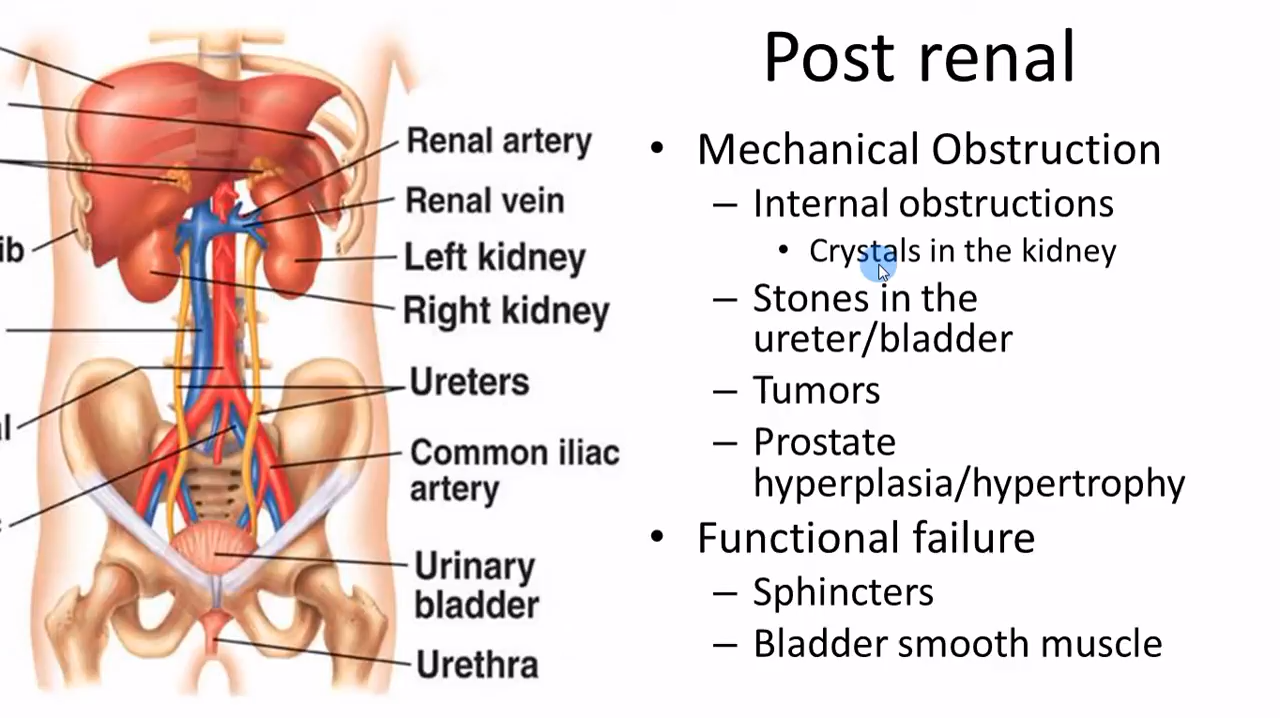 Post renal
Renal artery
Renal vein
Left kidney
Right kidney
Ureters
Common iliac
artery
Urinary
bladder
Urethra
ib
l
• Mechanical Obstruction
– Internal obstructions
• Crystals in the kidney
– Stones in the
ureter/bladder
– Tumors
– Prostate
hyperplasia/hypertrophy
• Functional failure
– Sphincters
– Bladder smooth muscle